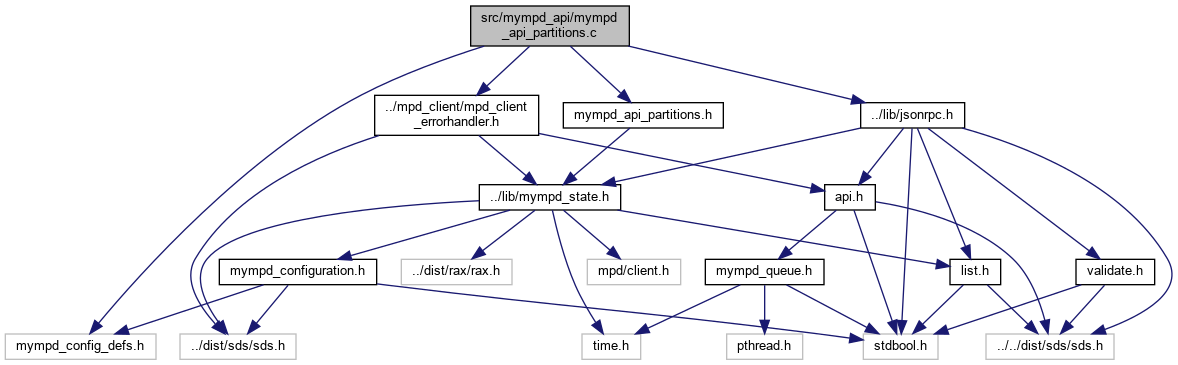 src/mympd_api/mympd
_api_partitions.c
../mpd_client/mpd_client
_errorhandler.h
mympd_api_partitions.h
../lib/jsonrpc.h
../lib/mympd_state.h
api.h
mympd_configuration.h
../dist/rax/rax.h
mpd/client.h
mympd_queue.h
list.h
validate.h
mympd_config_defs.h
../dist/sds/sds.h
time.h
pthread.h
stdbool.h
../../dist/sds/sds.h